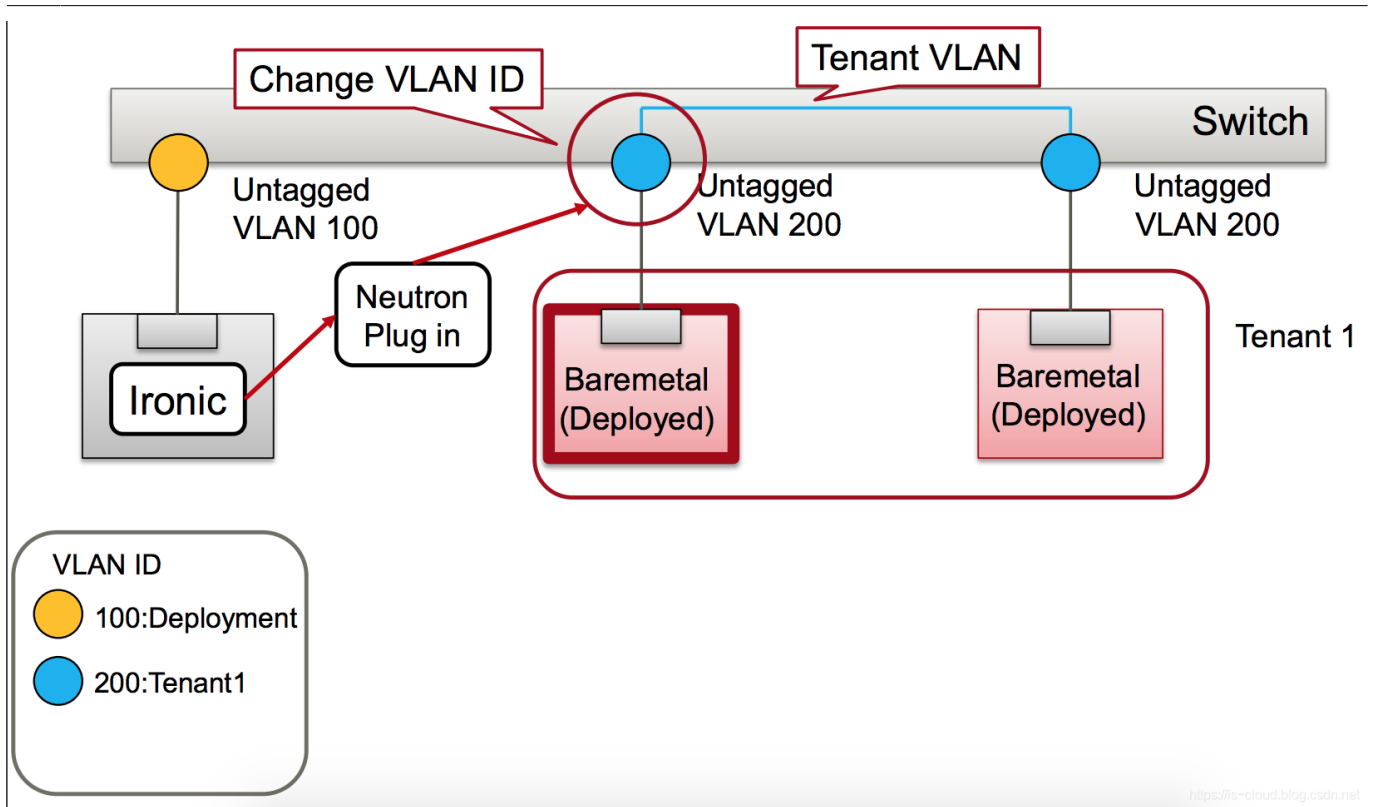 Change VLAN ID
Tenant VLAN
Switch
Untagged
VLAN 100
Untagged
VLAN 200
Untagged
VLAN 200
Neutron
Plug in
Ironic
Baremetal
(Deployed)
Baremetal
(Deployed)
Tenant 1
VLAN ID
100:Deployment
200:Tenant1
https://is-cloud.blog.csdn.net